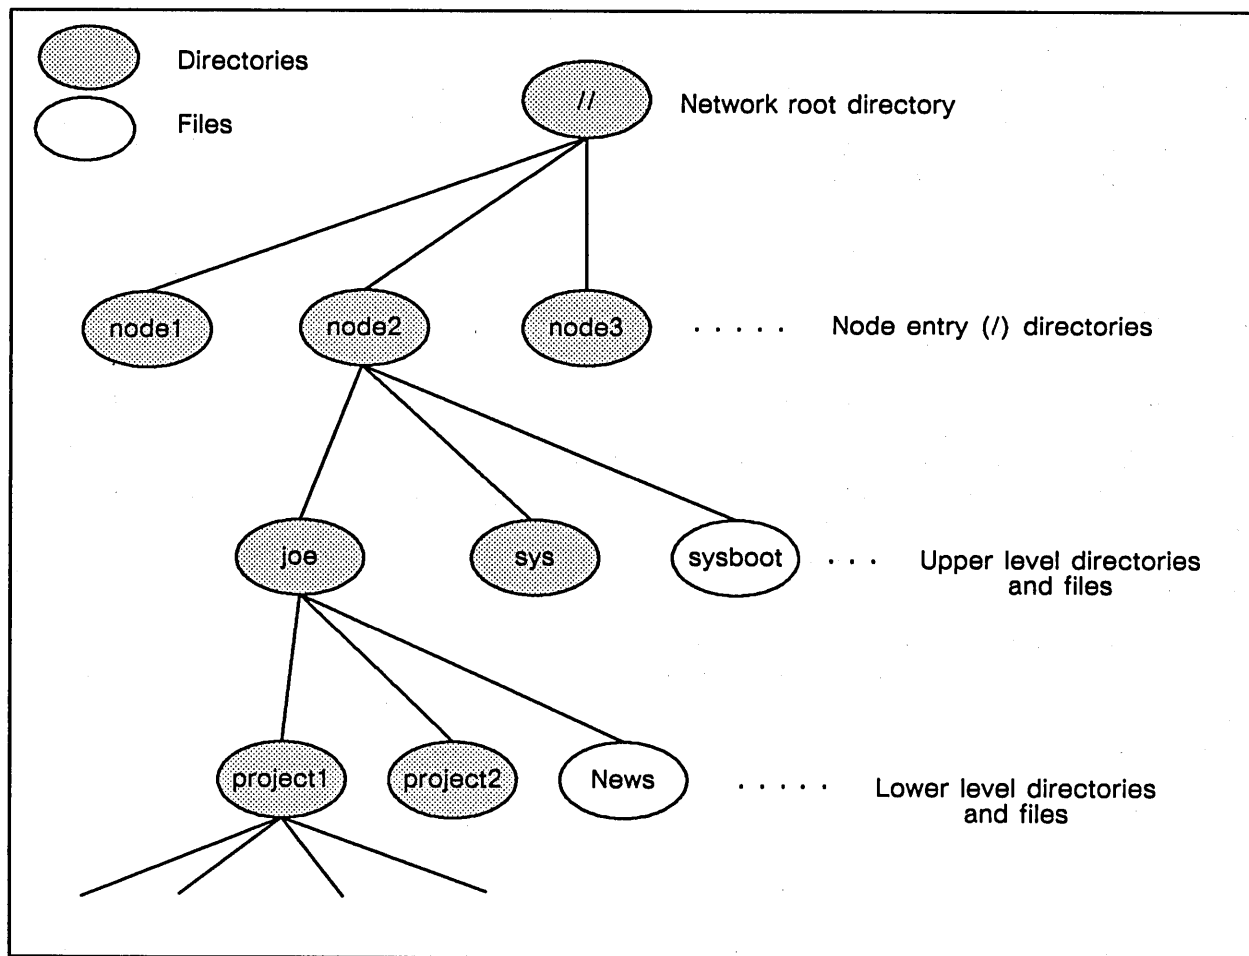 Directories
Files
//
Network root directory
node1
node2
node3
. . . . .
Node entry (/) directories
joe
sys
sysboot
. . .
Upper level directories
and files
project1
project2
News
. . . . .
Lower level directories
and files